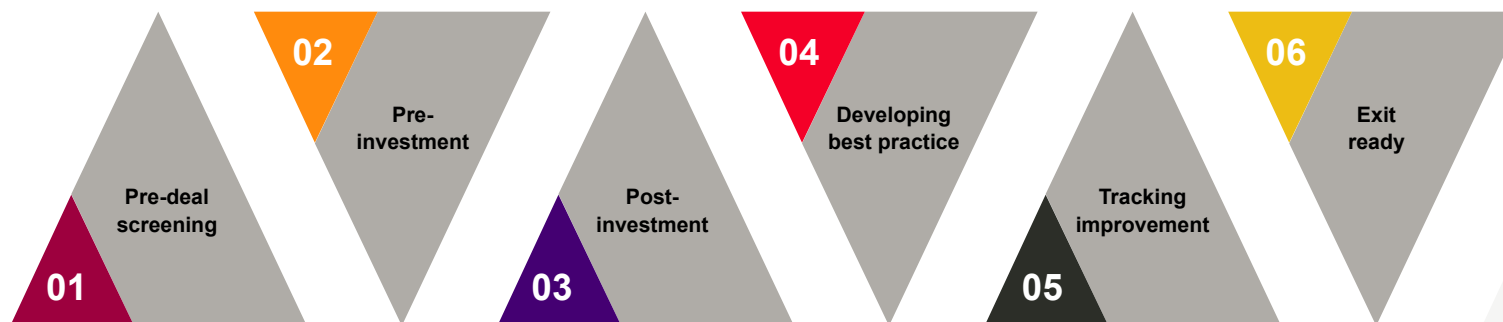 01
Pre-deal
screening
02
Pre-
investment
03
Post-
investment
04
Developing
best practice
05
Tracking
improvement
06
Exit
ready